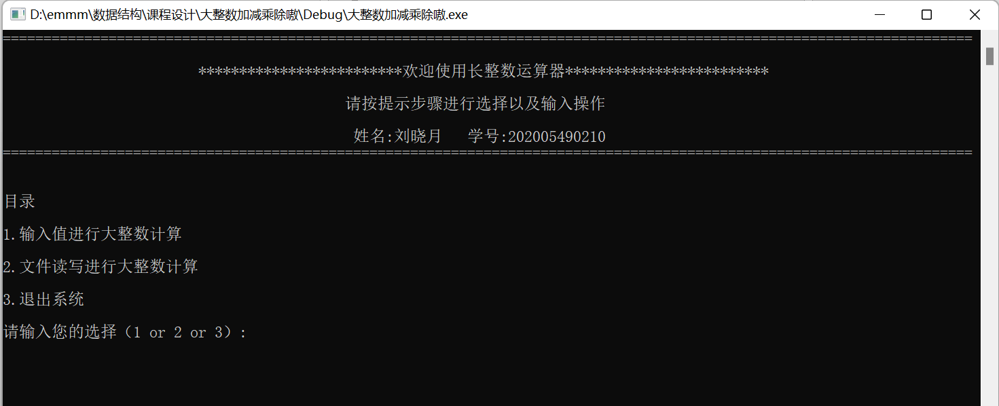 D:\emmm\数据结构\课程设计\大整数加减乘除嗷\Debug\大整数加减乘除嗷.exe
=======================================================================================================================
*************************欢迎使用长整数运算器*************************
请按提示步骤进行选择以及输入操作
姓名:刘晓月   学号:202005490210
=======================================================================================================================
目录
1.输入值进行大整数计算
2.文件读写进行大整数计算
3.退出系统
请输入您的选择（1 or 2 or 3）: